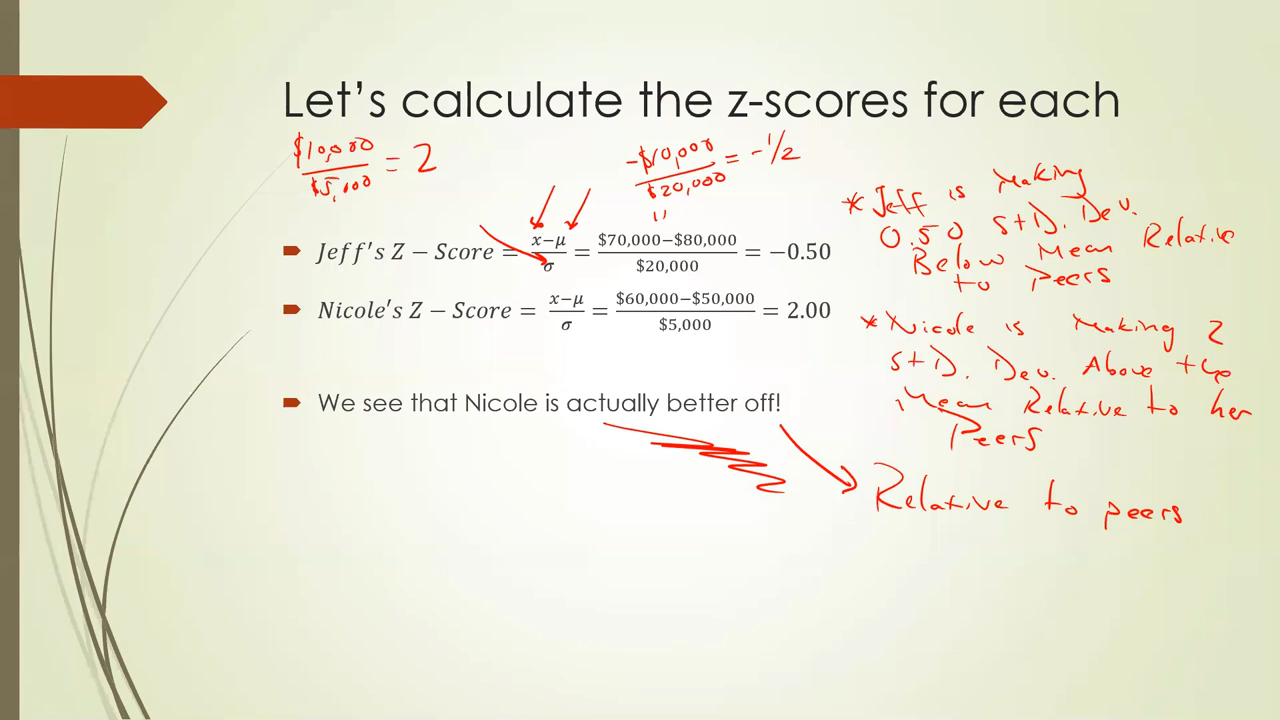 Let's calculate the z-scores for each
$10,000 / $5,000 = 2
-$10,000 / $20,000 = -1/2
Jeff's Z − Score = x−μ / σ = $70,000−$80,000 / $20,000 = −0.50
Nicole's Z − Score = x−μ / σ = $60,000−$50,000 / $5,000 = 2.00
We see that Nicole is actually better off!
* Jeff is Making
0.50 StD. Dev.
Below Mean Relative
to Peers
* Nicole is Making 2
StD. Dev. Above the
Mean Relative to her
Peers
Relative to peers